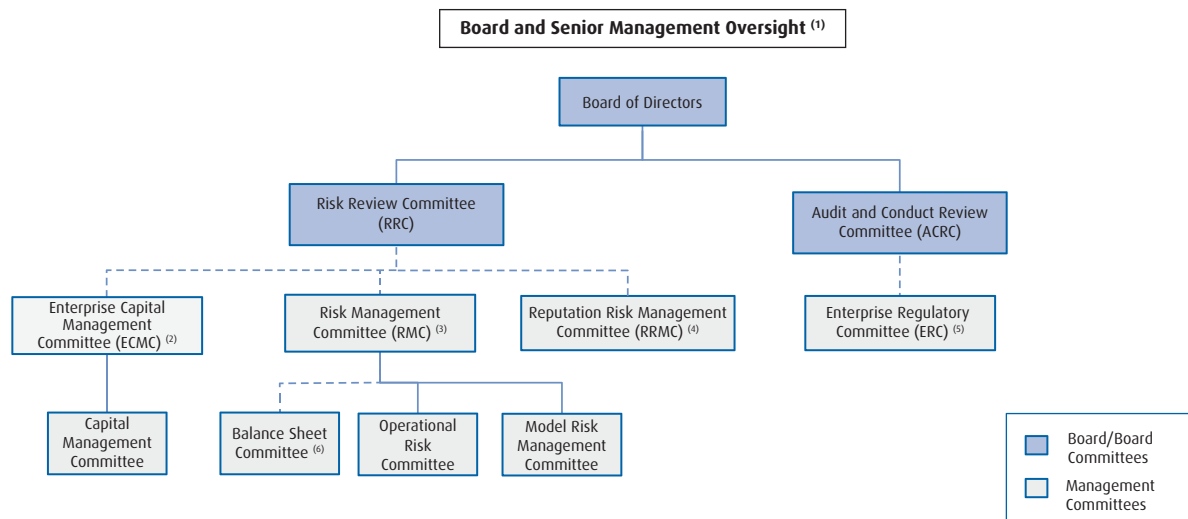 Board and Senior Management Oversight (1)
Board of Directors
Risk Review Committee
(RRC)
Audit and Conduct Review
Committee (ACRC)
Enterprise Capital
Management
Committee (ECMC) (2)
Risk Management
Committee (RMC) (3)
Reputation Risk Management
Committee (RRMC) (4)
Enterprise Regulatory
Committee (ERC) (5)
Capital
Management
Committee
Balance Sheet
Committee (6)
Operational
Risk
Committee
Model Risk
Management
Committee
Board/Board
Committees
Management
Committees